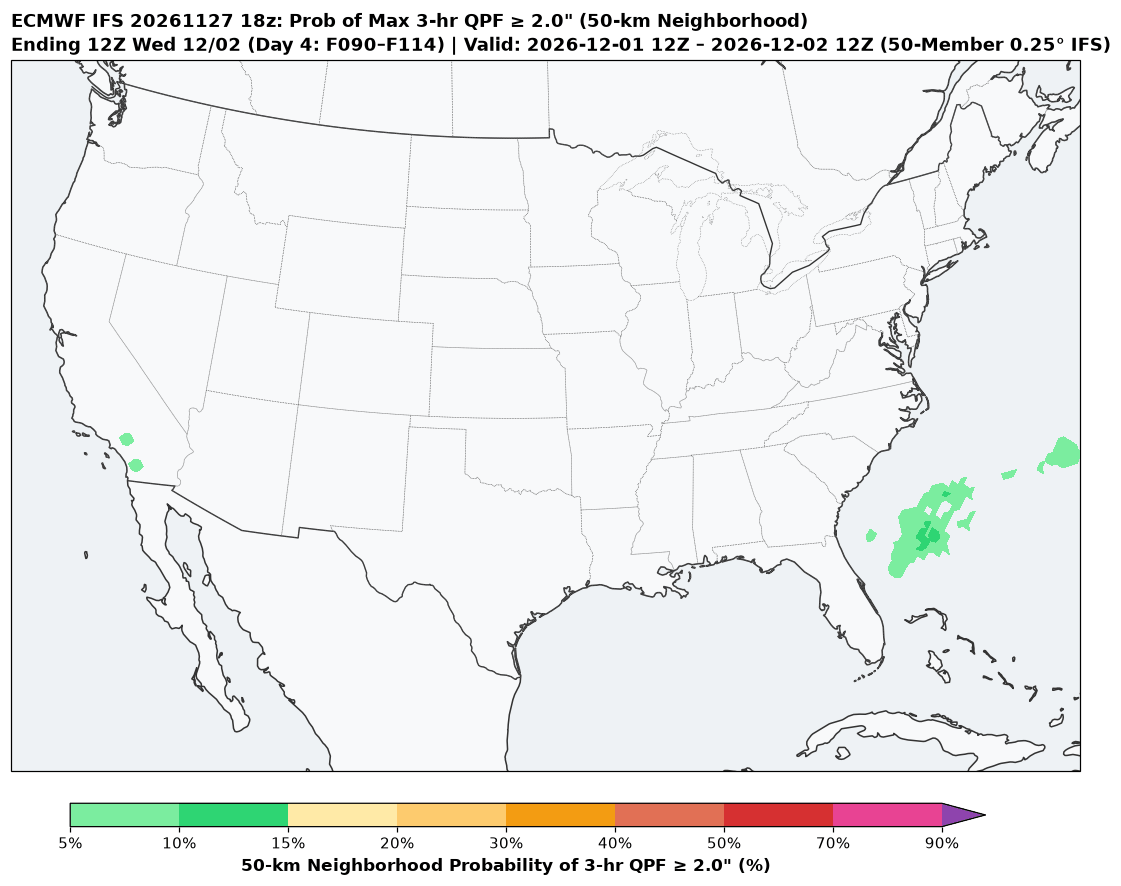 ECMWF IFS 20261127 18z: Prob of Max 3-hr QPF ≥ 2.0" (50-km Neighborhood)
Ending 12Z Wed 12/02 (Day 4: F090–F114) | Valid: 2026-12-01 12Z – 2026-12-02 12Z (50-Member 0.25° IFS)
5% 10% 15% 20% 30% 40% 50% 70% 90%
50-km Neighborhood Probability of 3-hr QPF ≥ 2.0" (%)